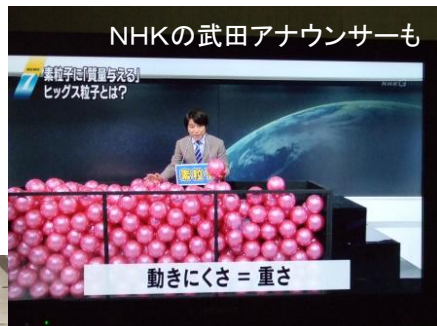 NHKの武田アナウンサーも
素粒子に「質量与える」
ヒッグス粒子とは?
素粒
動きにくさ = 重さ